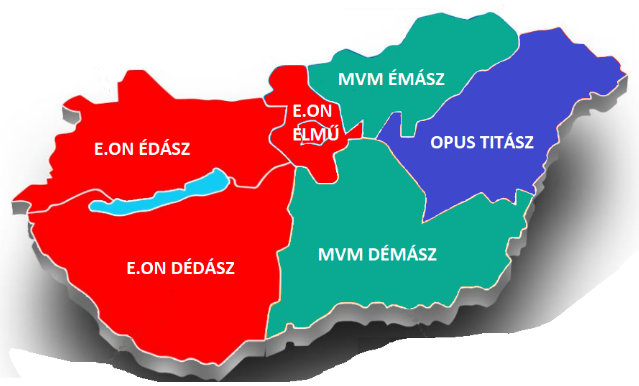 MVM ÉMÁSZ
E.ON
ELMŰ
OPUS TITÁSZ
E.ON ÉDÁSZ
MVM DÉMÁSZ
E.ON DÉDÁSZ